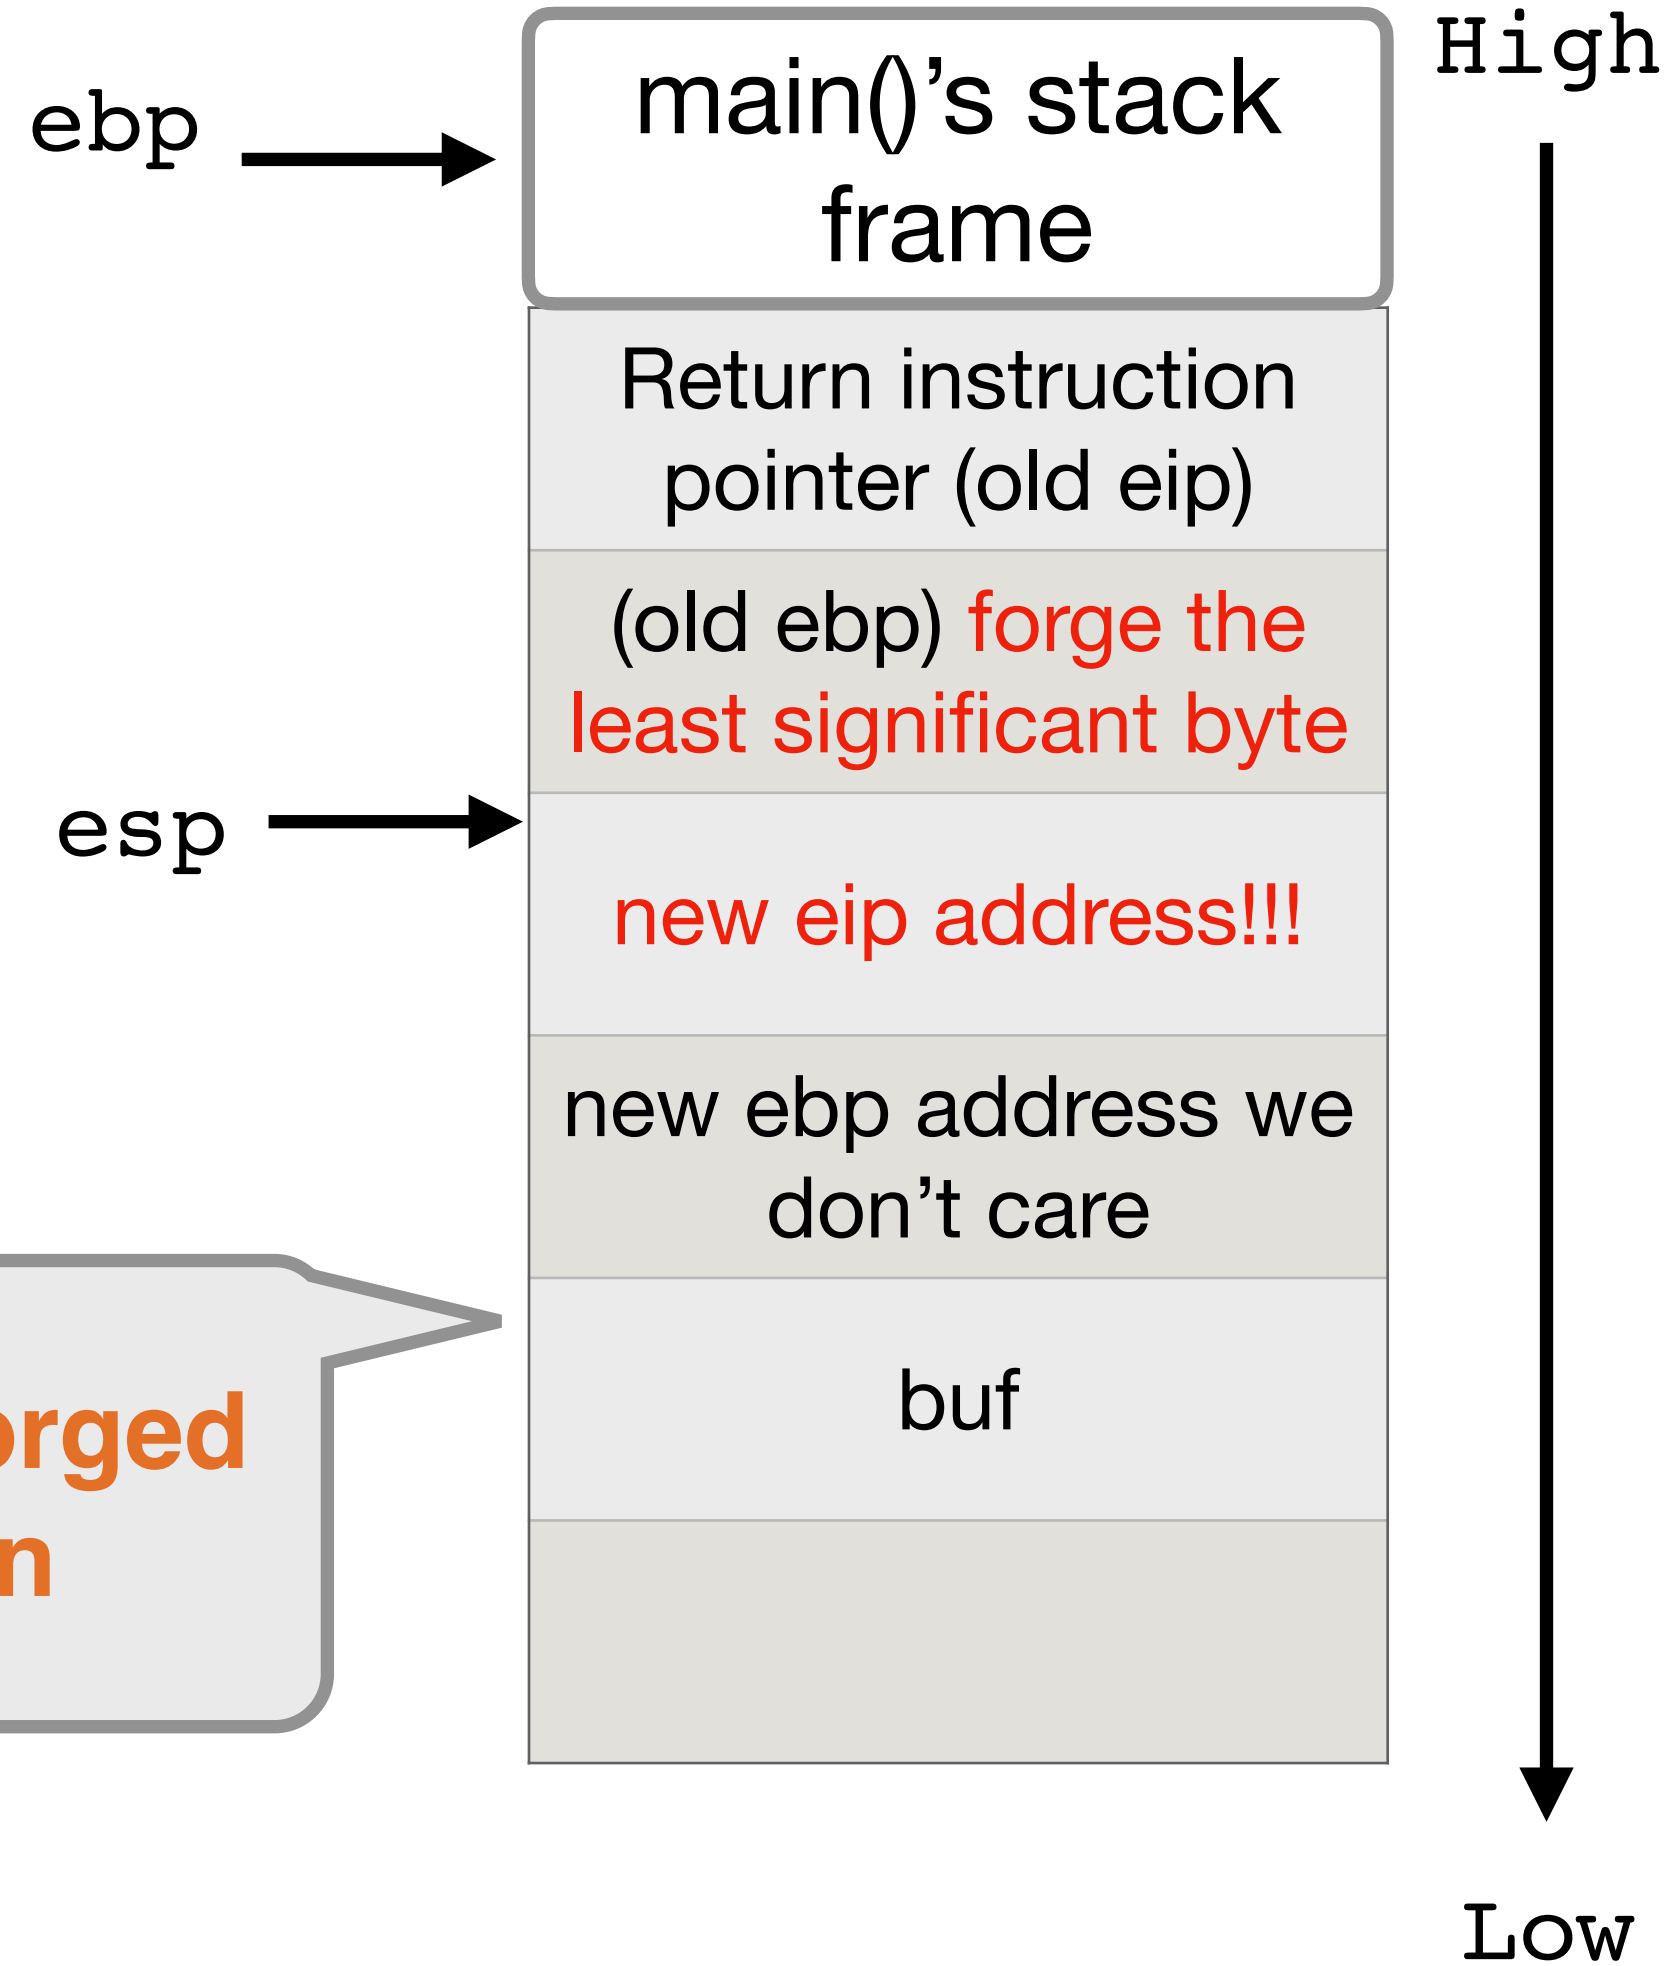 High
ebp
main()’s stack
frame
Return instruction
pointer (old eip)
(old ebp) forge the
least significant byte
esp
new eip address!!!
new ebp address we
don’t care
buf
Low